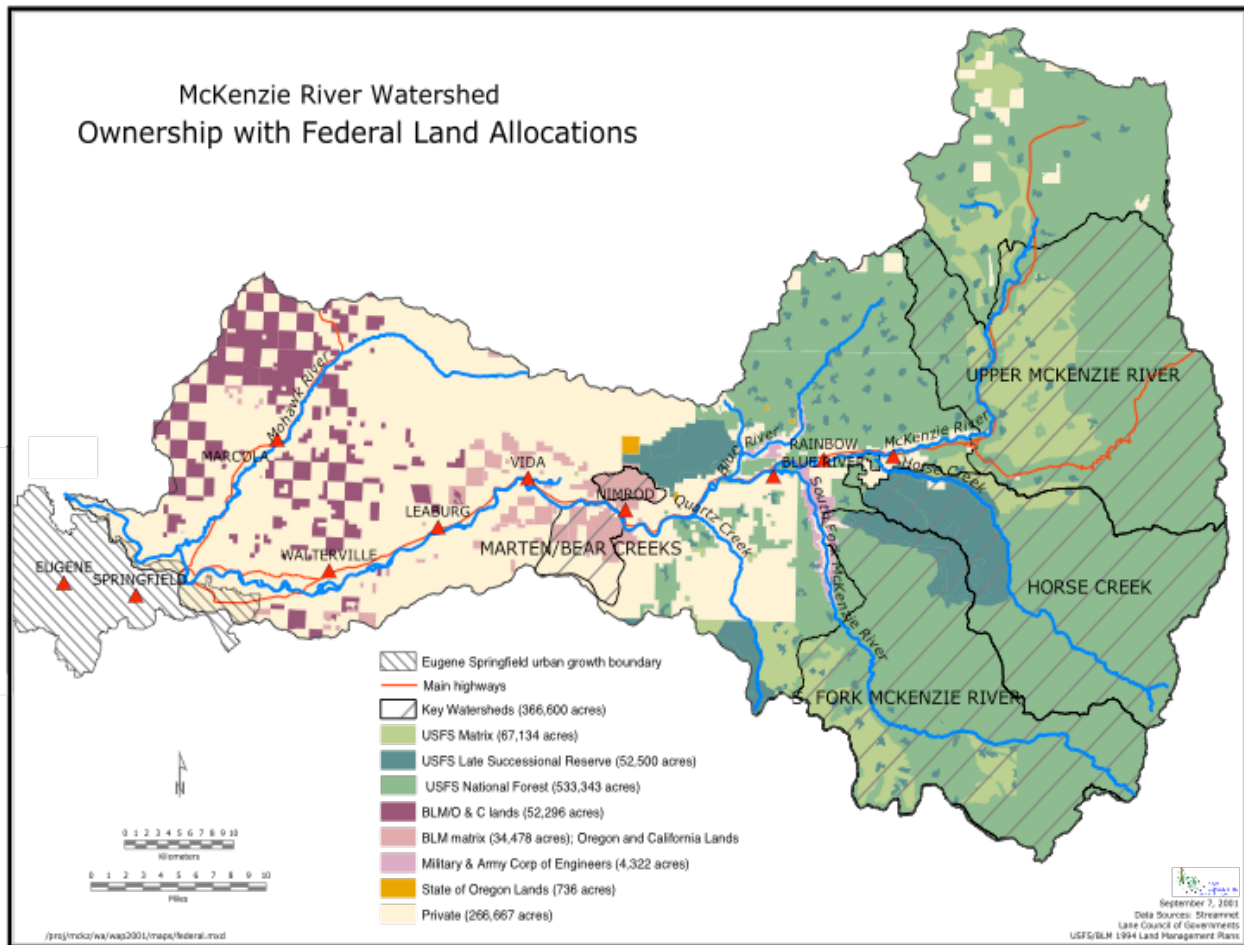 McKenzie River Watershed
Ownership with Federal Land Allocations
UPPER MCKENZIE RIVER
Mohawk River
MARCOLA
McKenzie River
RAINBOW
Blue River
BLUE RIVER
Horse Creek
VIDA
NIMROD
Quartz Creek
South Fork McKenzie River
LEABURG
MARTEN/BEAR CREEKS
WALTERVILLE
EUGENE
SPRINGFIELD
HORSE CREEK
S. FORK MCKENZIE RIVER
Eugene Springfield urban growth boundary
Main highways
Key Watersheds (366,600 acres)
USFS Matrix (67,134 acres)
USFS Late Successional Reserve (52,500 acres)
USFS National Forest (533,343 acres)
BLM/O & C lands (52,296 acres)
BLM matrix (34,478 acres); Oregon and California Lands
Military & Army Corp of Engineers (4,322 acres)
State of Oregon Lands (736 acres)
Private (266,667 acres)
N
0 1 2 3 4 5 6 7 8 9 10
Kilometers
0 2 4 6 8 10
Miles
/proj/mckz/wa/wap2001/maps/federal.mxd
September 7, 2001
Data Sources: Streamnet
Lane Council of Governments
USFS/BLM 1994 Land Management Plans